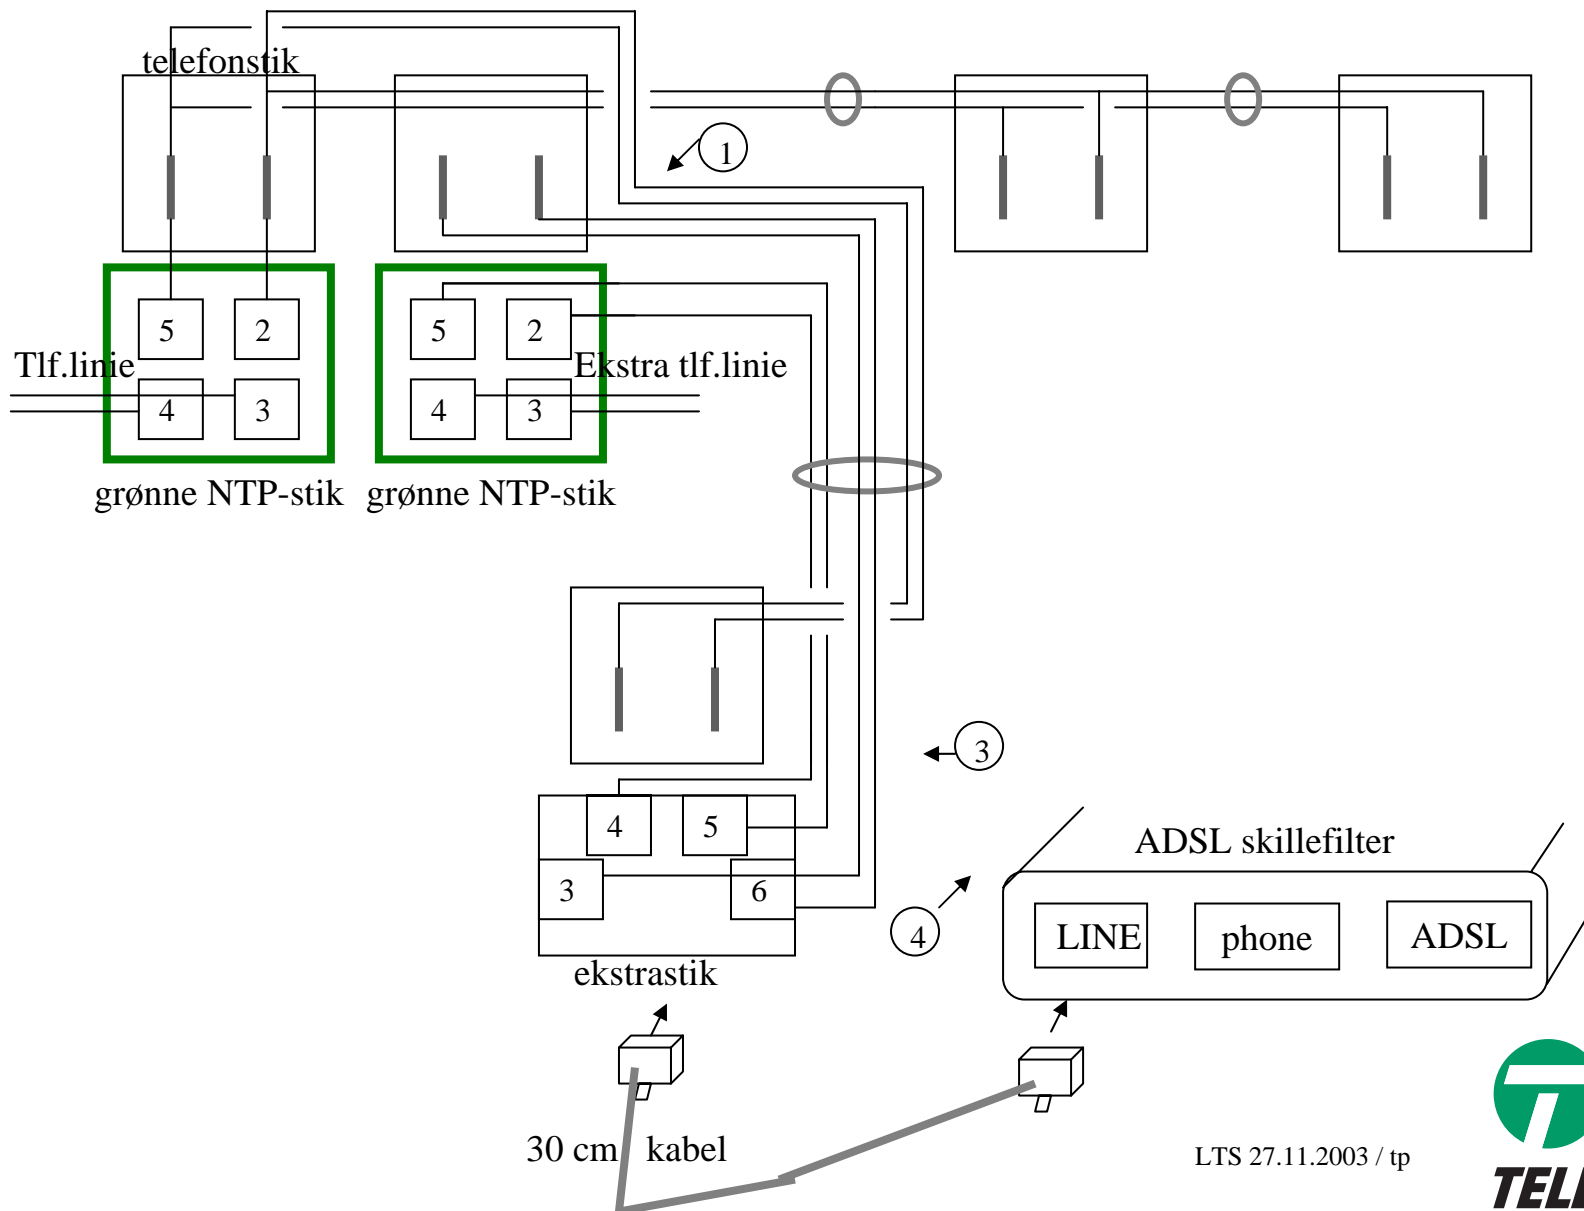 telefonstik
1
5 2
5 2
Tlf.linie
Ekstra tlf.linie
4 3
4 3
grønne NTP-stik
grønne NTP-stik
3
4 5
ADSL skillefilter
3 6
4
LINE
phone
ADSL
ekstrastik
30 cm kabel
LTS 27.11.2003 / tp